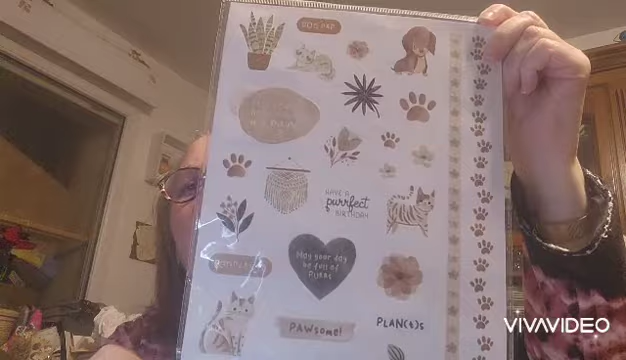 HAVE A
purrfect
BIRTHDAY
May your day
be full of
PURRS
PAWsome!
PLAN(t)s
VIVAVIDEO